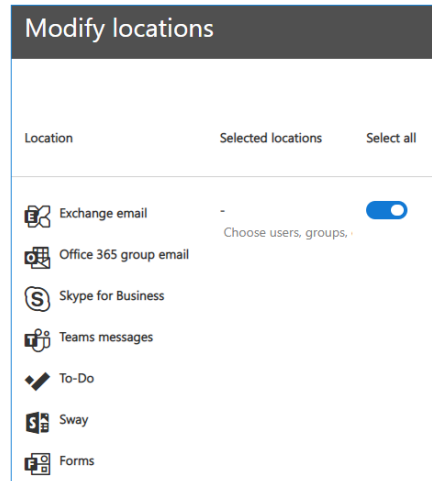 Modify locations
Location Selected locations Select all
Exchange email -
Choose users, groups,
Office 365 group email
Skype for Business
Teams messages
To-Do
Sway
Forms